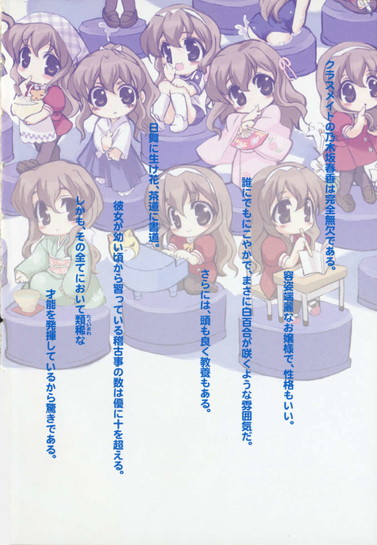 クラスメイトの乃木坂春香は完全無欠である。
容姿端麗なお嬢様で、性格もいい。
誰にでもにこやかで、まさに白百合が咲くような雰囲気だ。
さらには、頭も良く教養もある。
日舞に生け花、茶道に書道。
彼女が幼い頃から習っている稽古事の数は優に十を超える。
しかも、その全てにおいて類稀な
たぐいまれ
才能を発揮しているから驚きである。